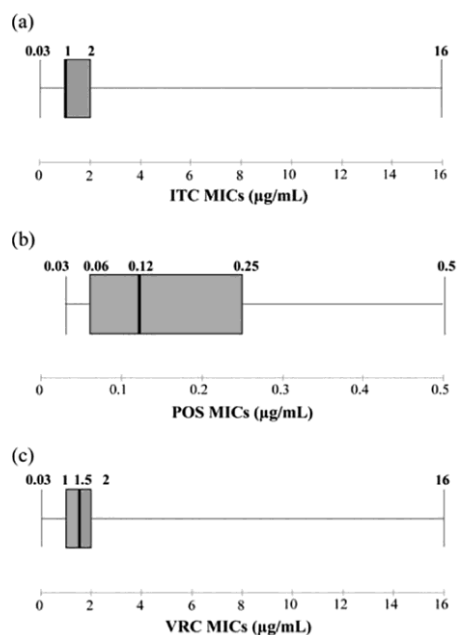 (a)
0.03 1 2 16
0 2 4 6 8 10 12 14 16
ITC MICs (µg/mL)
(b)
0.03 0.06 0.12 0.25 0.5
0 0.1 0.2 0.3 0.4 0.5
POS MICs (µg/mL)
(c)
0.03 1 1.5 2 16
0 2 4 6 8 10 12 14 16
VRC MICs (µg/mL)